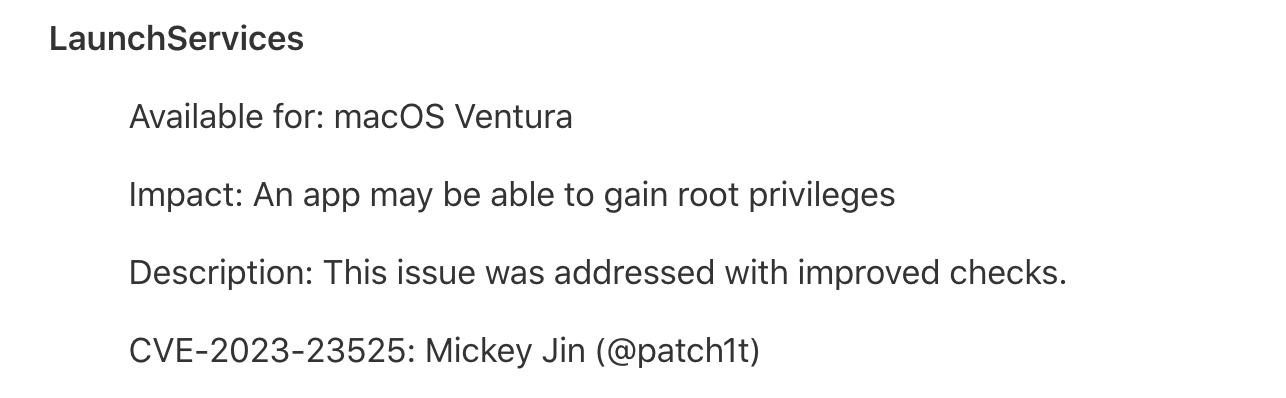 LaunchServices
Available for: macOS Ventura
Impact: An app may be able to gain root privileges
Description: This issue was addressed with improved checks.
CVE-2023-23525: Mickey Jin (@patch1t)